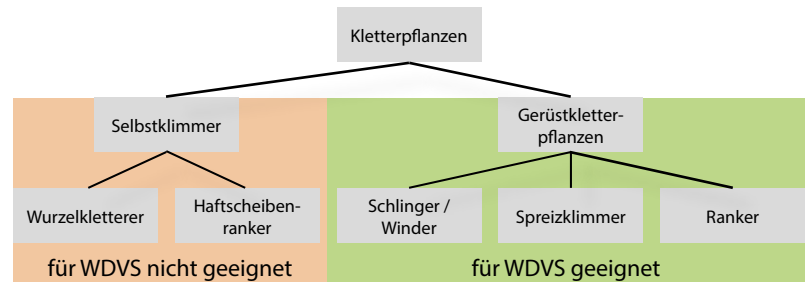 Kletterpflanzen
Selbstklimmer
Gerüstkletter-
pflanzen
Wurzelkletterer
Haftscheiben-
ranker
Schlinger /
Winder
Spreizklimmer
Ranker
für WDVS nicht geeignet
für WDVS geeignet